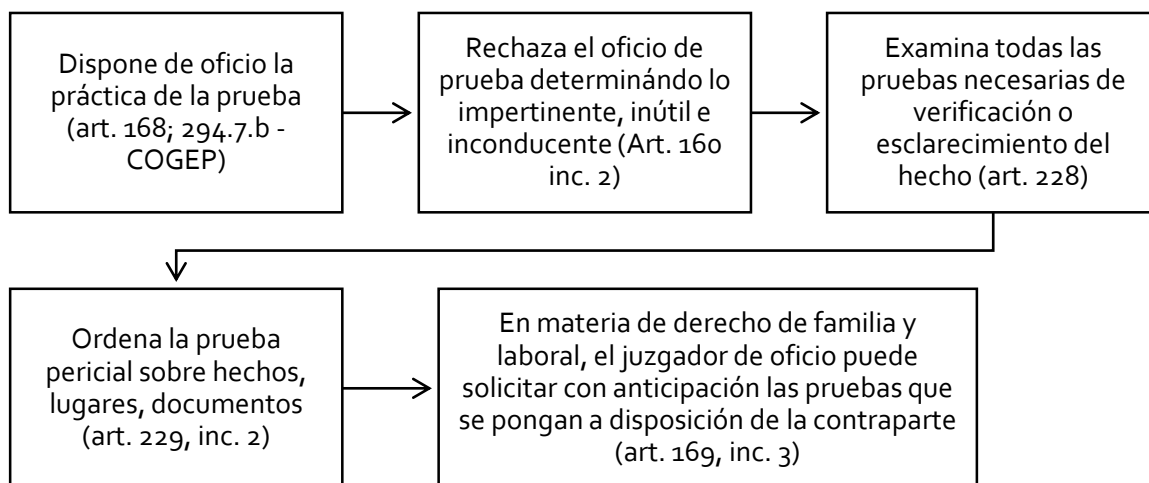 Dispone de oficio la
práctica de la prueba
(art. 168; 294.7.b -
COGEP)
Rechaza el oficio de
prueba determinándo lo
impertinente, inútil e
inconducente (Art. 160
inc. 2)
Examina todas las
pruebas necesarias de
verificación o
esclarecimiento del
hecho (art. 228)
Ordena la prueba
pericial sobre hechos,
lugares, documentos
(art. 229, inc. 2)
En materia de derecho de familia y
laboral, el juzgador de oficio puede
solicitar con anticipación las pruebas que
se pongan a disposición de la contraparte
(art. 169, inc. 3)